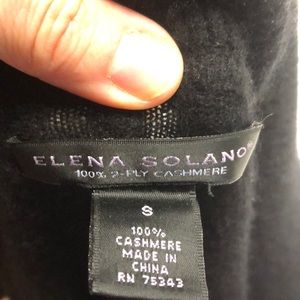 ELENA SOLANO®
100% 2-PLY CASHMERE
S
100%
CASHMERE
MADE IN
CHINA
RN 75343